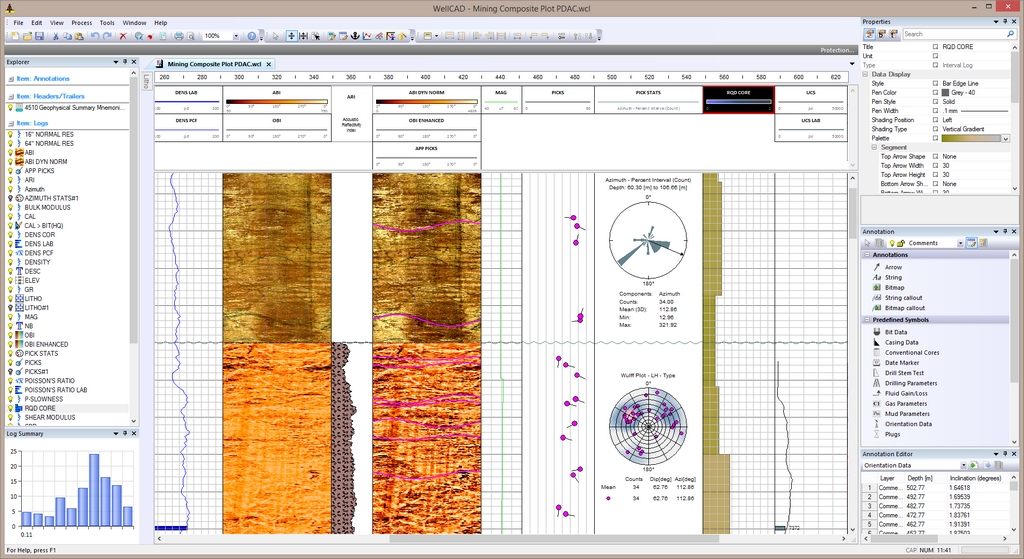 WellCAD - Mining Composite Plot PDAC.wcl
File Edit View Process Tools Window Help
100%
Protection...
Explorer
Item: Annotations
Item: Headers/Trailers
4510 Geophysical Summary Mnemoni...
Item: Logs
16" NORMAL RES
64" NORMAL RES
ABI
ABI DYN NORM
APP PICKS
ARI
Azimuth
AZIMUTH STATS#1
BULK MODULUS
CAL
CAL > BIT(HQ)
DENS COR
DENS LAB
DENS PCF
DENSITY
DESC
ELEV
GR
LITHO
LITHO#1
MAG
NB
OBI
OBI ENHANCED
PICK STATS
PICKS
PICKS#1
POISSON'S RATIO
POISSON'S RATIO LAB
P-SLOWNESS
RQD CORE
SHEAR MODULUS
Log Summary
25
20
15
10
5
0
0.11
For Help, press F1
Mining Composite Plot PDAC.wcl
Litho
260 280 300 320 340 360 380 400 420 440 460 480 500 520 540 560 580 600 620
DENS LAB
ABI
ARI
ABI DYN NORM
MAG
PICKS
PICK STATS
RQD CORE
UCS
Azimuth - Percent Interval (Count)
DENS PCF
OBI
Acoustic
Reflectivity
Index
OBI ENHANCED
UCS LAB
APP PICKS
0° 90° 180° 270° 0°
Azimuth - Percent Interval (Count)
Depth: 60.30 [m] to 106.66 [m]
0°
180°
Components: Azimuth
Counts: 34.00
Mean (3D): 112.86
Min: 12.96
Max: 321.92
Wulff Plot - LH - Type
0°
180°
Counts Dip[deg] Azi[deg]
Mean 34 62.76 112.86
34 62.76 112.86
7372
Properties
Search
Title RQD CORE
Unit
Type Interval Log
Data Display
Style Bar Edge Line
Pen Color Grey - 40
Pen Style Solid
Pen Width .1 mm
Shading Position Left
Shading Type Vertical Gradient
Palette
Segment
Top Arrow Shape None
Top Arrow Width 30
Top Arrow Height 30
Bottom Arrow Sh... None
Annotation
Comments
Annotations
Arrow
String
Bitmap
String callout
Bitmap callout
Predefined Symbols
Bit Data
Casing Data
Conventional Cores
Date Marker
Drill Stem Test
Drilling Parameters
Fluid Gain/Loss
Gas Parameters
Mud Parameters
Orientation Data
Plugs
Annotation Editor
Orientation Data
Layer Depth [m] Inclination (degrees)
1 Comme... 502.77 1.64618
2 Comme... 492.77 1.69539
3 Comme... 482.77 1.73735
4 Comme... 472.77 1.83761
5 Comme... 462.77 1.91391
CAP NUM 11:41